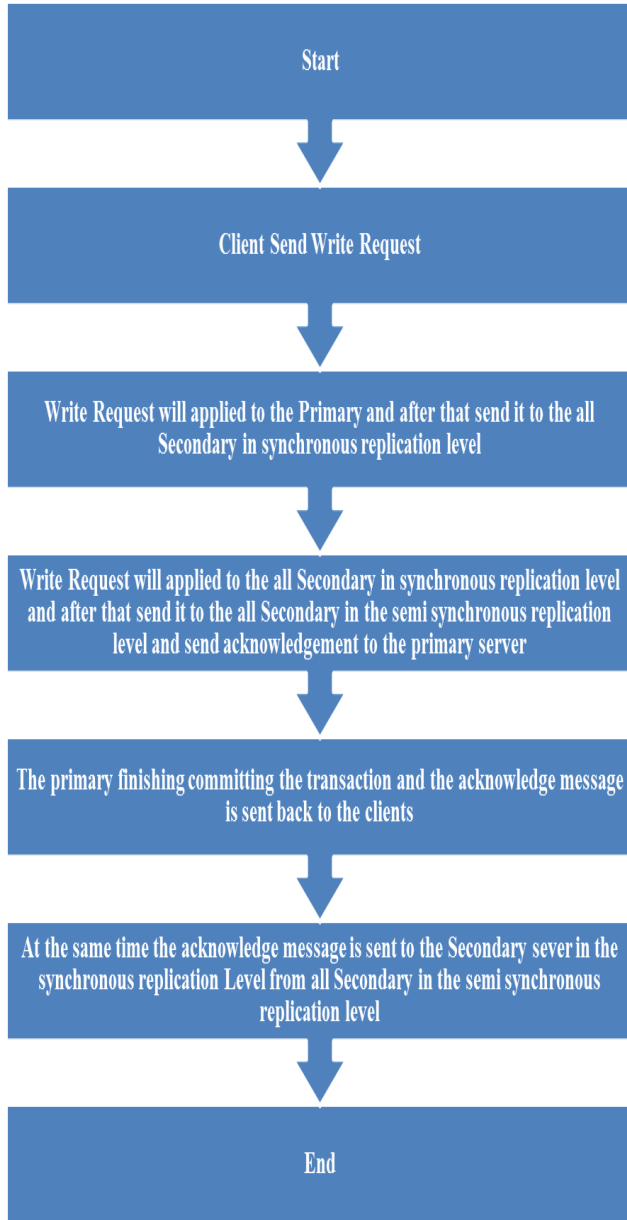 Start
Client Send Write Request
Write Request will applied to the Primary and after that send it to the all
Secondary in synchronous replication level
Write Request will applied to the all Secondary in synchronous replication level
and after that send it to the all Secondary in the semi synchronous replication
level and send acknowledgement to the primary server
The primary finishing committing the transaction and the acknowledge message
is sent back to the clients
At the same time the acknowledge message is sent to the Secondary sever in the
synchronous replication Level from all Secondary in the semi synchronous
replication level
End